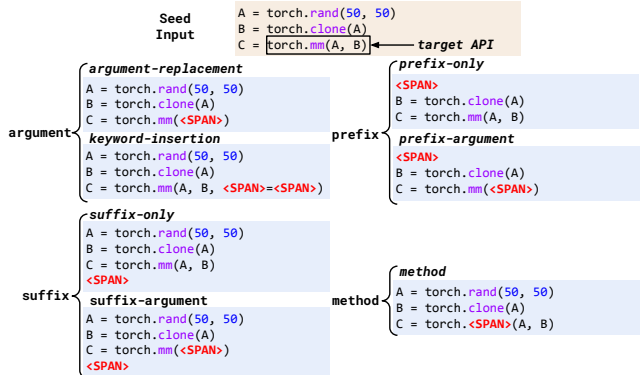 Seed Input
A = torch.rand(50, 50)
B = torch.clone(A)
C = torch.mm(A, B)
target API
argument
argument-replacement
A = torch.rand(50, 50)
B = torch.clone(A)
C = torch.mm(<SPAN>)
keyword-insertion
A = torch.rand(50, 50)
B = torch.clone(A)
C = torch.mm(A, B, <SPAN>=<SPAN>)
prefix
prefix-only
<SPAN>
B = torch.clone(A)
C = torch.mm(A, B)
prefix-argument
<SPAN>
B = torch.clone(A)
C = torch.mm(<SPAN>)
suffix
suffix-only
A = torch.rand(50, 50)
B = torch.clone(A)
C = torch.mm(A, B)
<SPAN>
suffix-argument
A = torch.rand(50, 50)
B = torch.clone(A)
C = torch.mm(<SPAN>)
<SPAN>
method
method
A = torch.rand(50, 50)
B = torch.clone(A)
C = torch.<SPAN>(A, B)